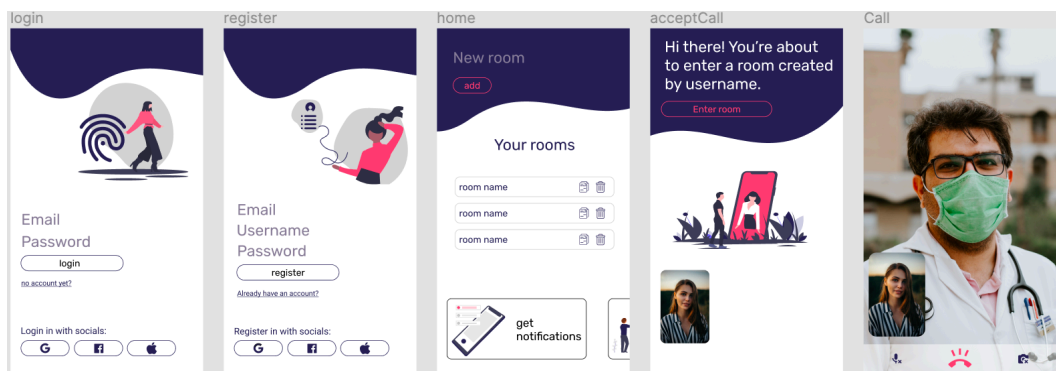 login
Email
Password
login
no account yet?
Login in with socials:
G
register
Email
Username
Password
register
Already have an account?
Register in with socials:
G
home
New room
add
Your rooms
room name
room name
room name
get
notifications
acceptCall
Hi there! You’re about
to enter a room created
by username.
Enter room
Call